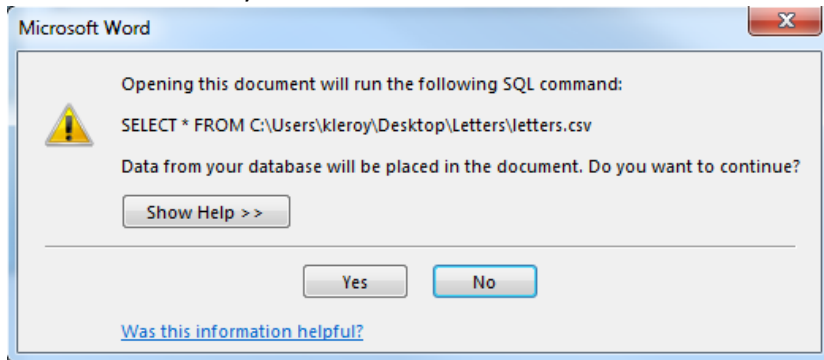 Microsoft Word
x
Opening this document will run the following SQL command:
SELECT * FROM C:\Users\kleroy\Desktop\Letters\letters.csv
Data from your database will be placed in the document. Do you want to continue?
Show Help >>
Yes No
Was this information helpful?